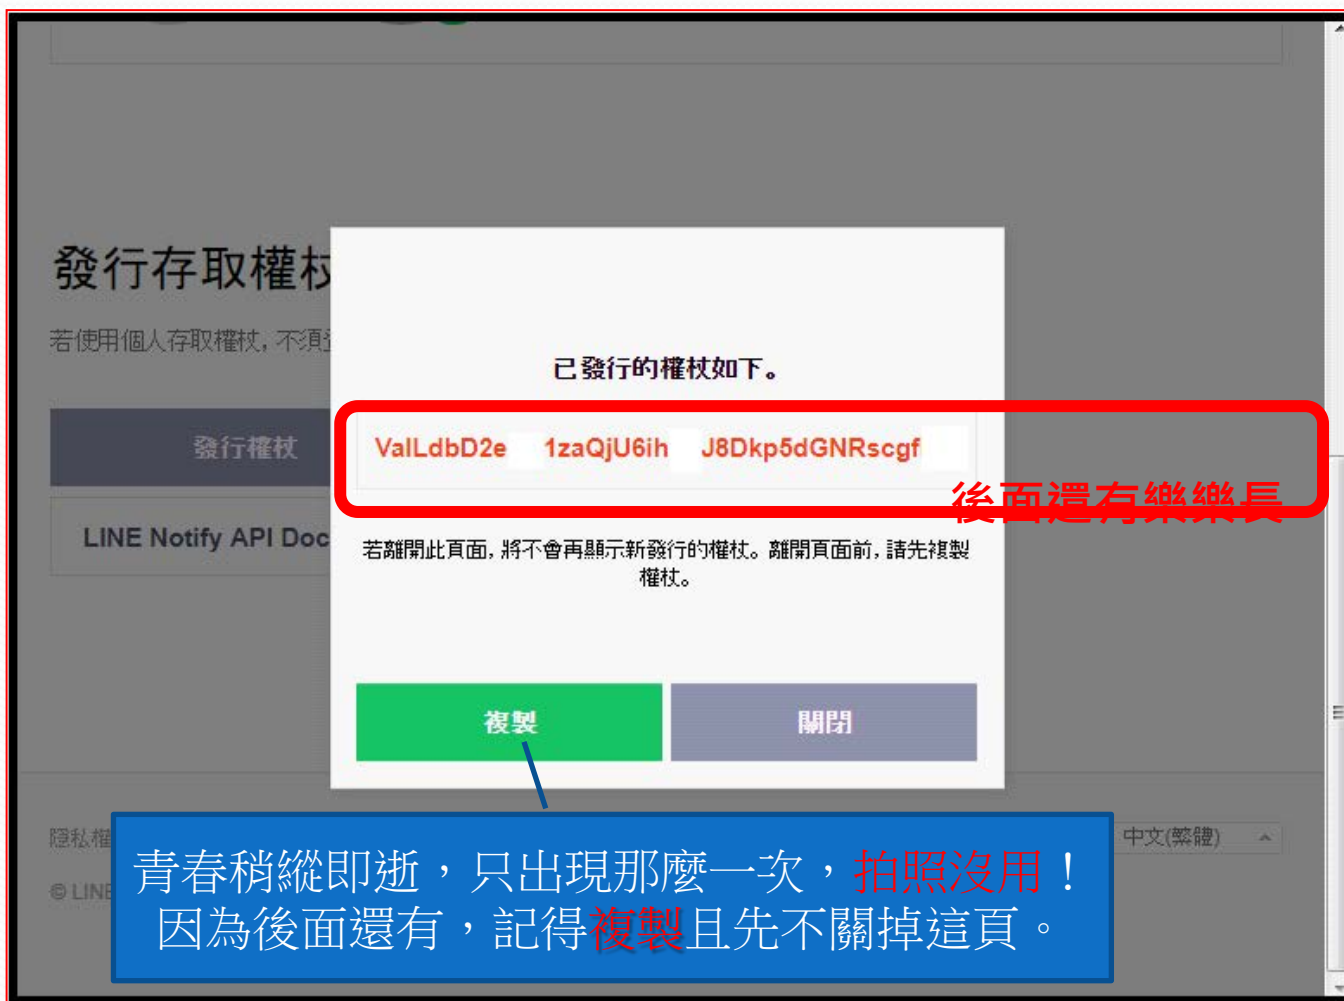 發行存取權杖
若使用個人存取權杖, 不須
已發行的權杖如下。
發行權杖
ValLdbD2e 1zaQjU6ih J8Dkp5dGNRscgf
後面還有樂樂長
LINE Notify API Doc
若離開此頁面, 將不會再顯示新發行的權杖。離開頁面前, 請先複製
權杖。
複製
關閉
隱私權
中文(繁體)
© LINE
青春稍縱即逝，只出現那麼一次，拍照沒用！
因為後面還有，記得複製且先不關掉這頁。